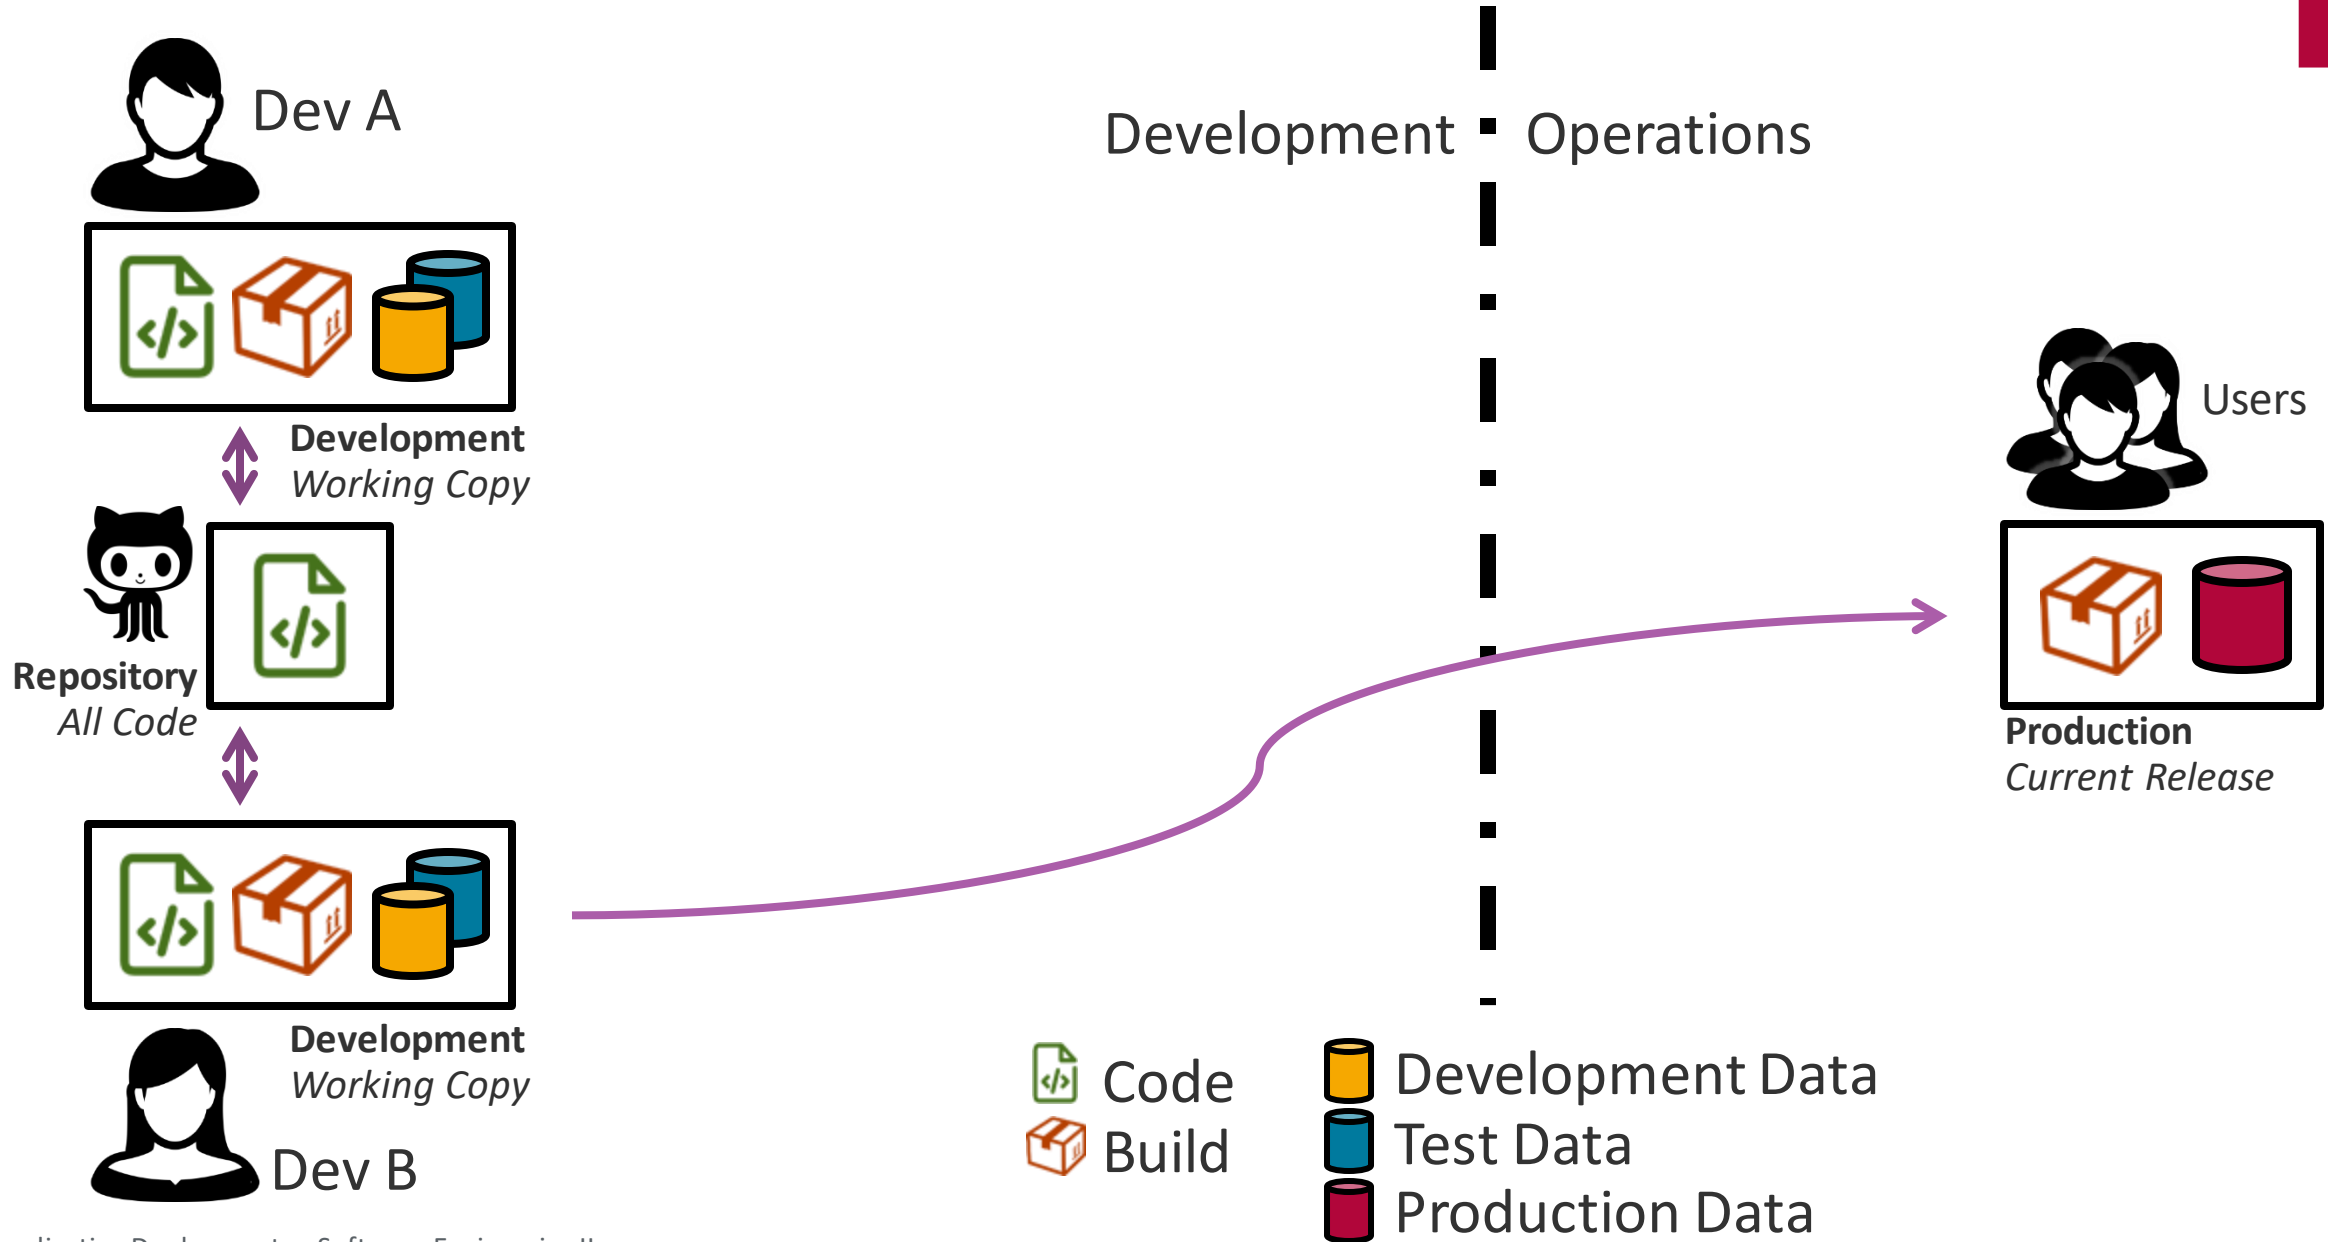 Dev A
Development
Operations
Development
Working Copy
Users
Repository
All Code
Production
Current Release
Development
Working Copy
Dev B
Code
Build
Development Data
Test Data
Production Data